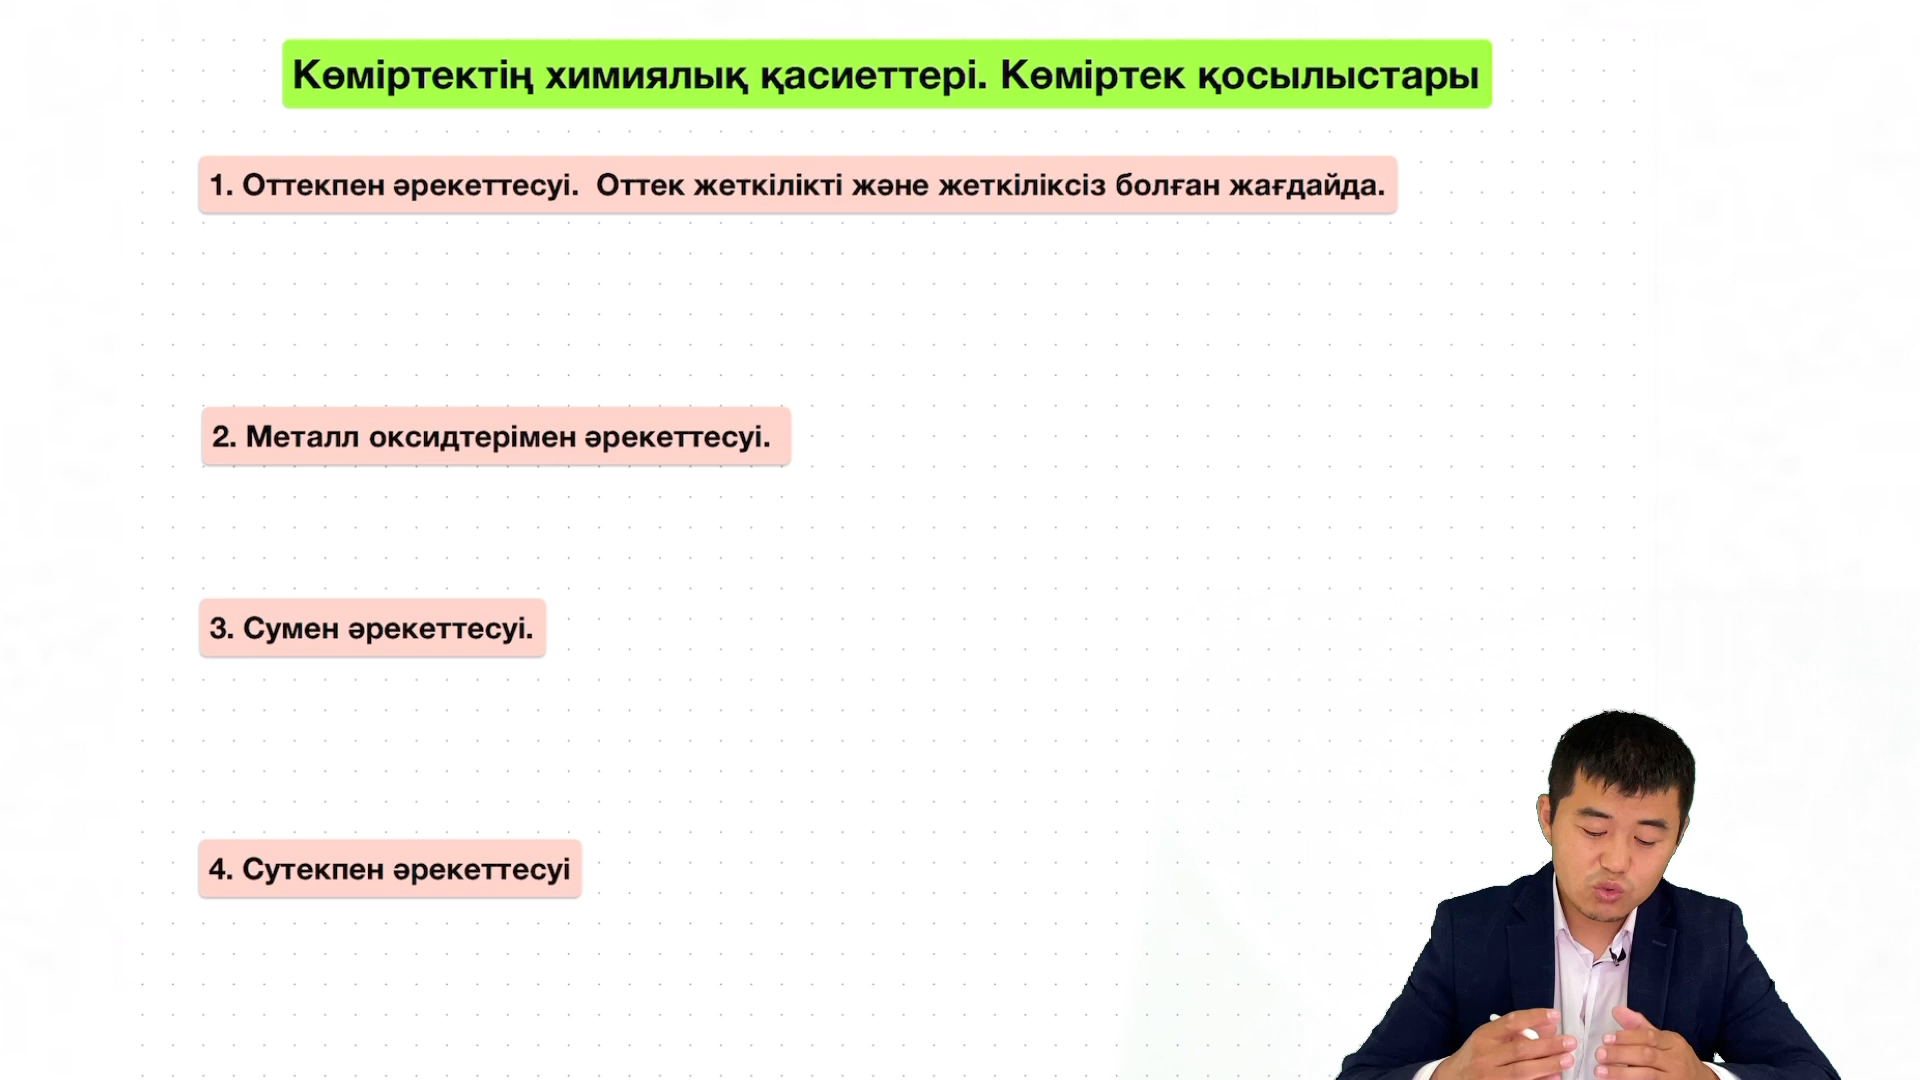 Көміртектің химиялық қасиеттері. Көміртек қосылыстары
1. Оттекпен әрекеттесуі.  Оттек жеткілікті және жеткіліксіз болған жағдайда.
2. Металл оксидтерімен әрекеттесуі.
3. Сумен әрекеттесуі.
4. Сутекпен әрекеттесуі